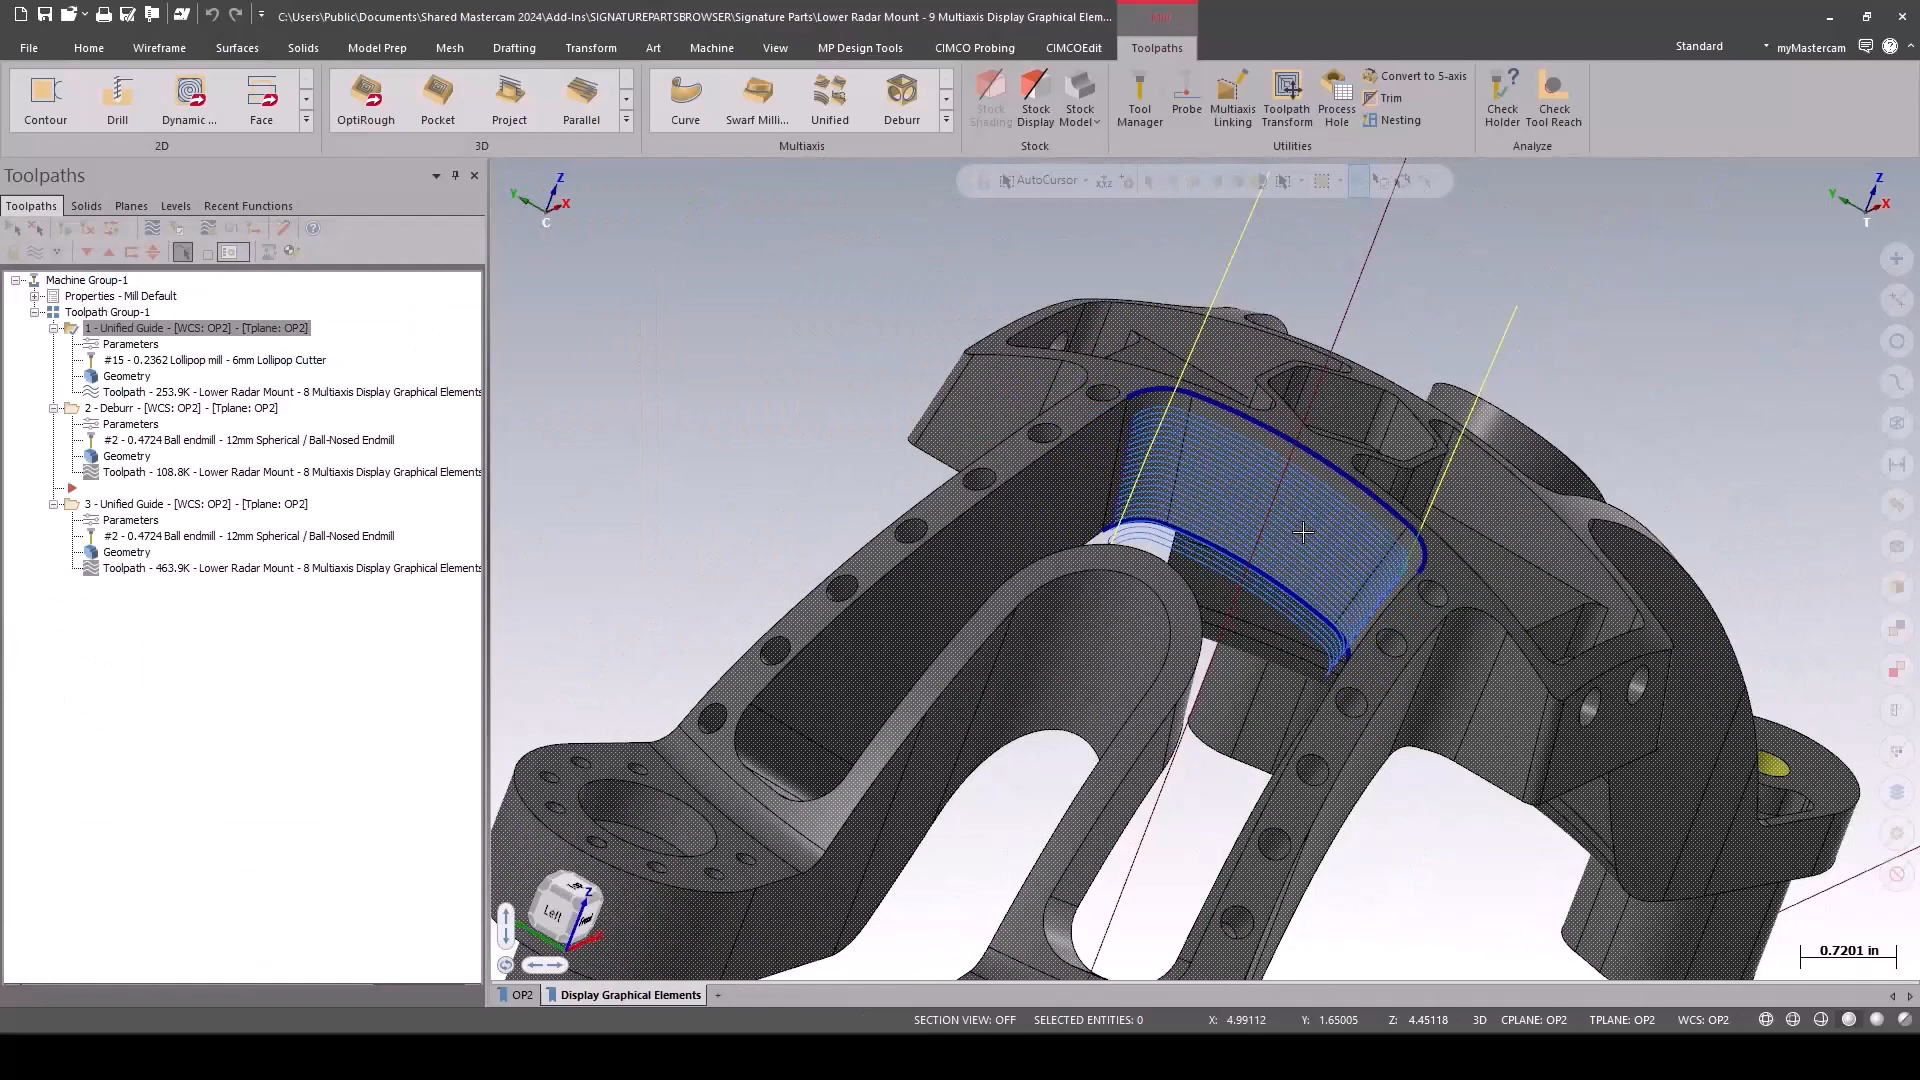 C:\Users\Public\Documents\Shared Mastercam 2024\Add-Ins\SIGNATUREPARTSBROWSER\Signature Parts\Lower Radar Mount - 9 Multiaxis Display Graphical Elem...
Mill
File Home Wireframe Surfaces Solids Model Prep Mesh Drafting Transform Art Machine View MP Design Tools CIMCO Probing CIMCOEdit Toolpaths Standard myMastercam
Contour Drill Dynamic ... Face
OptiRough Pocket Project Parallel
Curve Swarf Milli... Unified Deburr
Stock Shading Stock Display Stock Model
Tool Manager Probe Multiaxis Linking Toolpath Transform Process Hole
Convert to 5-axis
Trim
Nesting
Check Holder Check Tool Reach
2D 3D Multiaxis Stock Utilities Analyze
Toolpaths
Toolpaths Solids Planes Levels Recent Functions
AutoCursor
Machine Group-1
Properties - Mill Default
Toolpath Group-1
1 - Unified Guide - [WCS: OP2] - [Tplane: OP2]
Parameters
#15 - 0.2362 Lollipop mill - 6mm Lollipop Cutter
Geometry
Toolpath - 253.9K - Lower Radar Mount - 8 Multiaxis Display Graphical Elements
2 - Deburr - [WCS: OP2] - [Tplane: OP2]
Parameters
#2 - 0.4724 Ball endmill - 12mm Spherical / Ball-Nosed Endmill
Geometry
Toolpath - 108.8K - Lower Radar Mount - 8 Multiaxis Display Graphical Elements
3 - Unified Guide - [WCS: OP2] - [Tplane: OP2]
Parameters
#2 - 0.4724 Ball endmill - 12mm Spherical / Ball-Nosed Endmill
Geometry
Toolpath - 463.9K - Lower Radar Mount - 8 Multiaxis Display Graphical Elements
Z
Y X
C
Z
Y X
T
Left
Z
0.7201 in
OP2 Display Graphical Elements +
SECTION VIEW: OFF SELECTED ENTITIES: 0 X: 4.99112 Y: 1.65005 Z: 4.45118 3D CPLANE: OP2 TPLANE: OP2 WCS: OP2